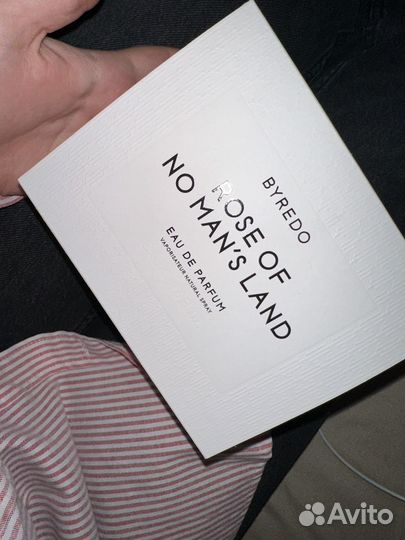 BYREDO
ROSE OF
NO MAN'S LAND
EAU DE PARFUM
VAPORISATEUR NATURAL SPRAY
Avito